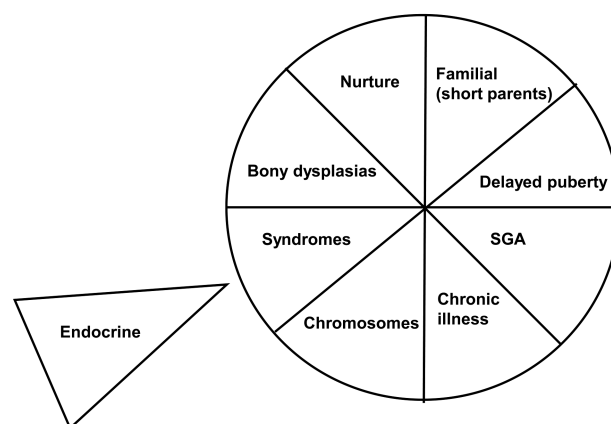 Nurture
Familial
(short parents)
Bony dysplasias
Delayed puberty
Syndromes
SGA
Chromosomes
Chronic
illness
Endocrine